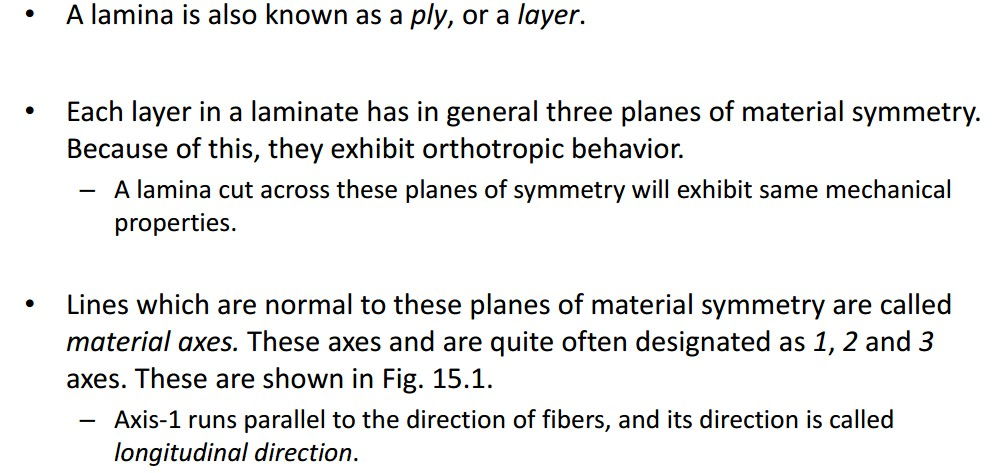 • A lamina is also known as a ply, or a layer.
• Each layer in a laminate has in general three planes of material symmetry.
Because of this, they exhibit orthotropic behavior.
– A lamina cut across these planes of symmetry will exhibit same mechanical
properties.
• Lines which are normal to these planes of material symmetry are called
material axes. These axes and are quite often designated as 1, 2 and 3
axes. These are shown in Fig. 15.1.
– Axis-1 runs parallel to the direction of fibers, and its direction is called
longitudinal direction.